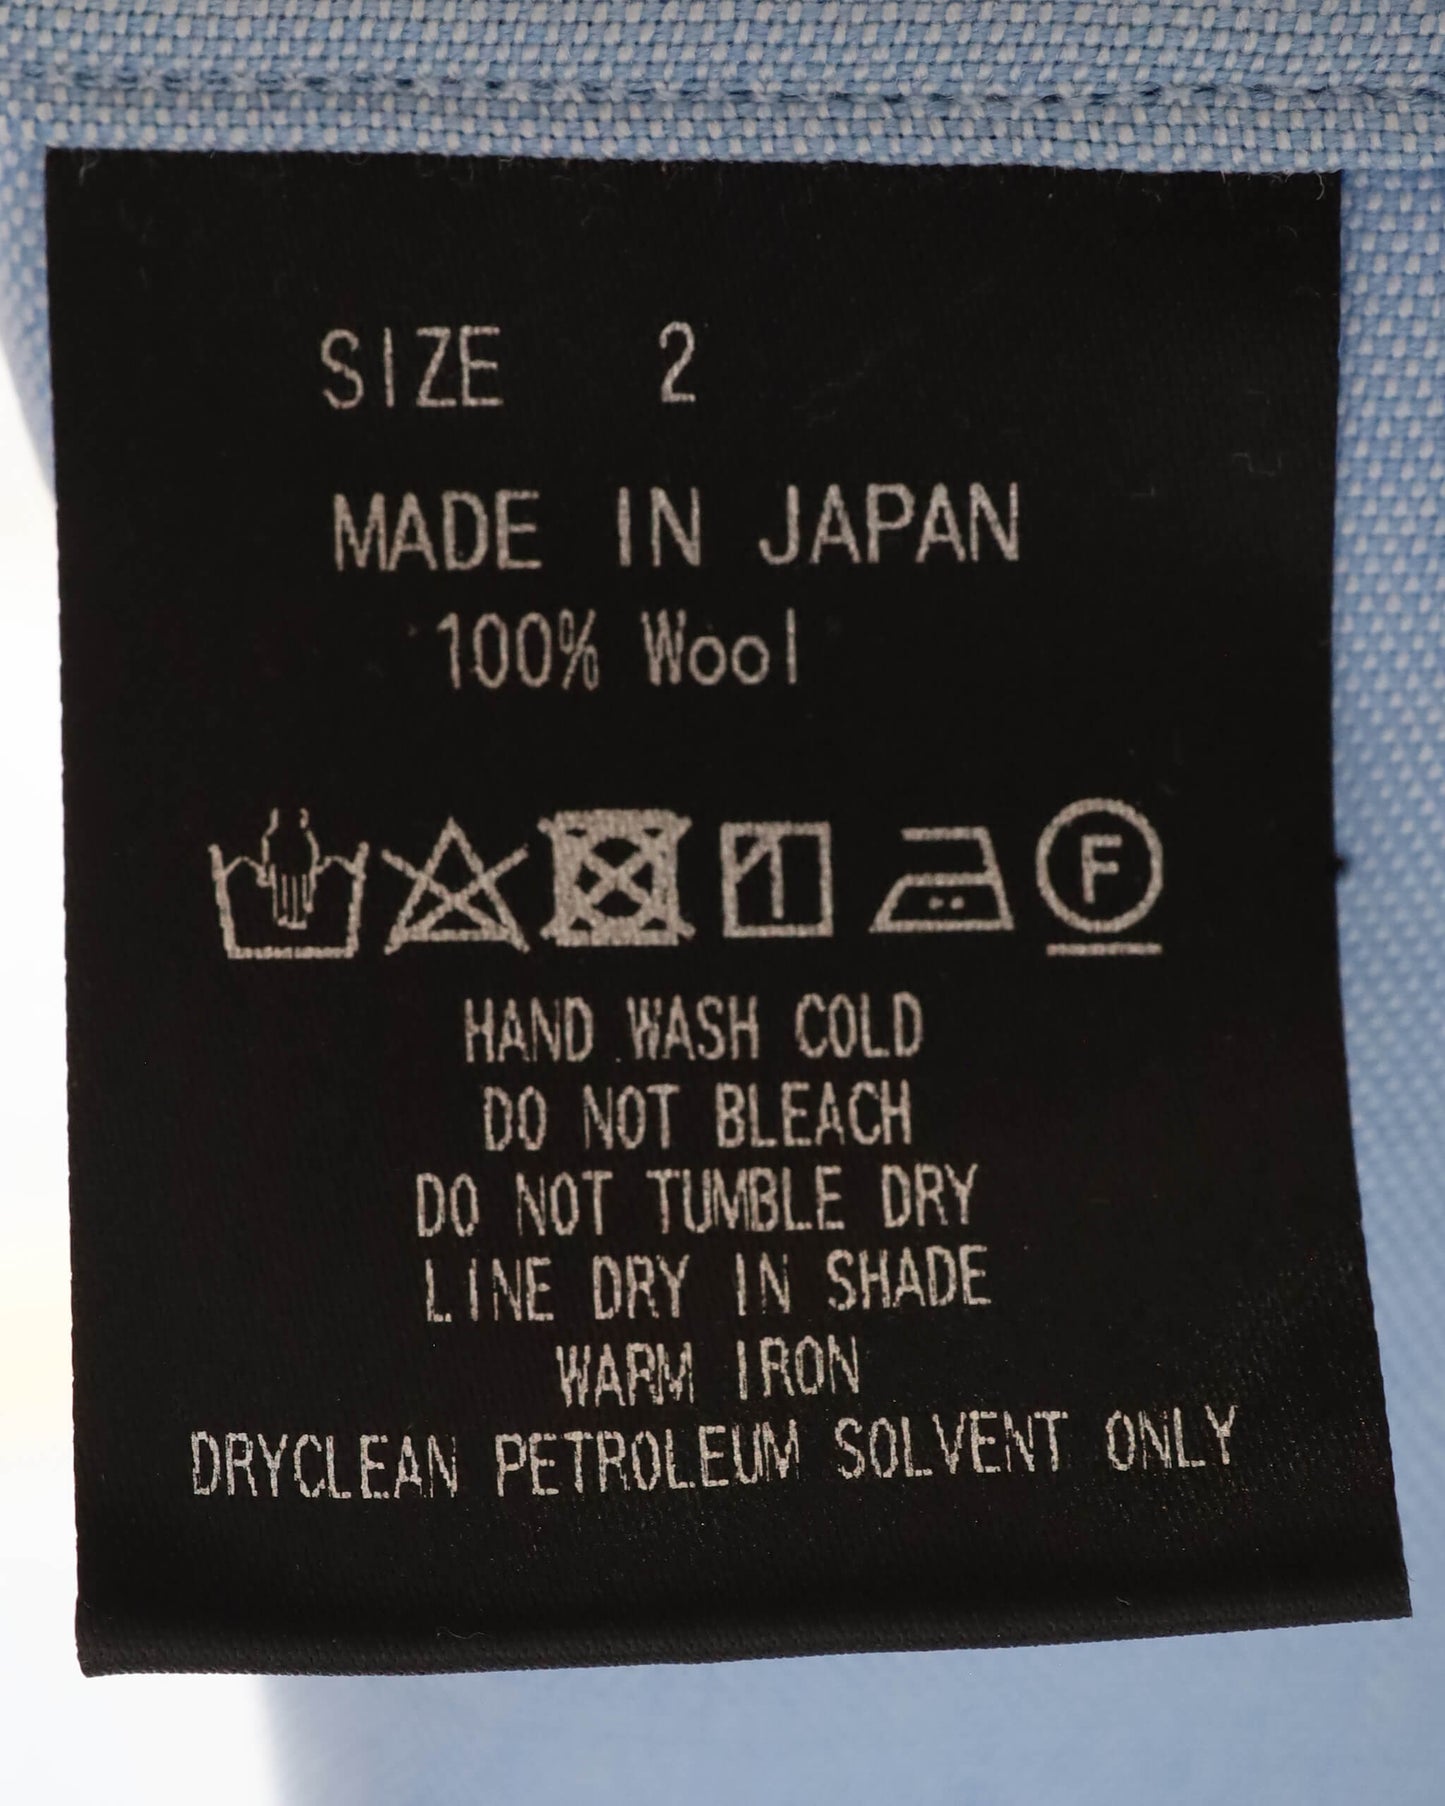 SIZE 2
MADE IN JAPAN
100% Wool
F
HAND WASH COLD
DO NOT BLEACH
DO NOT TUMBLE DRY
LINE DRY IN SHADE
WARM IRON
DRYCLEAN PETROLEUM SOLVENT ONLY